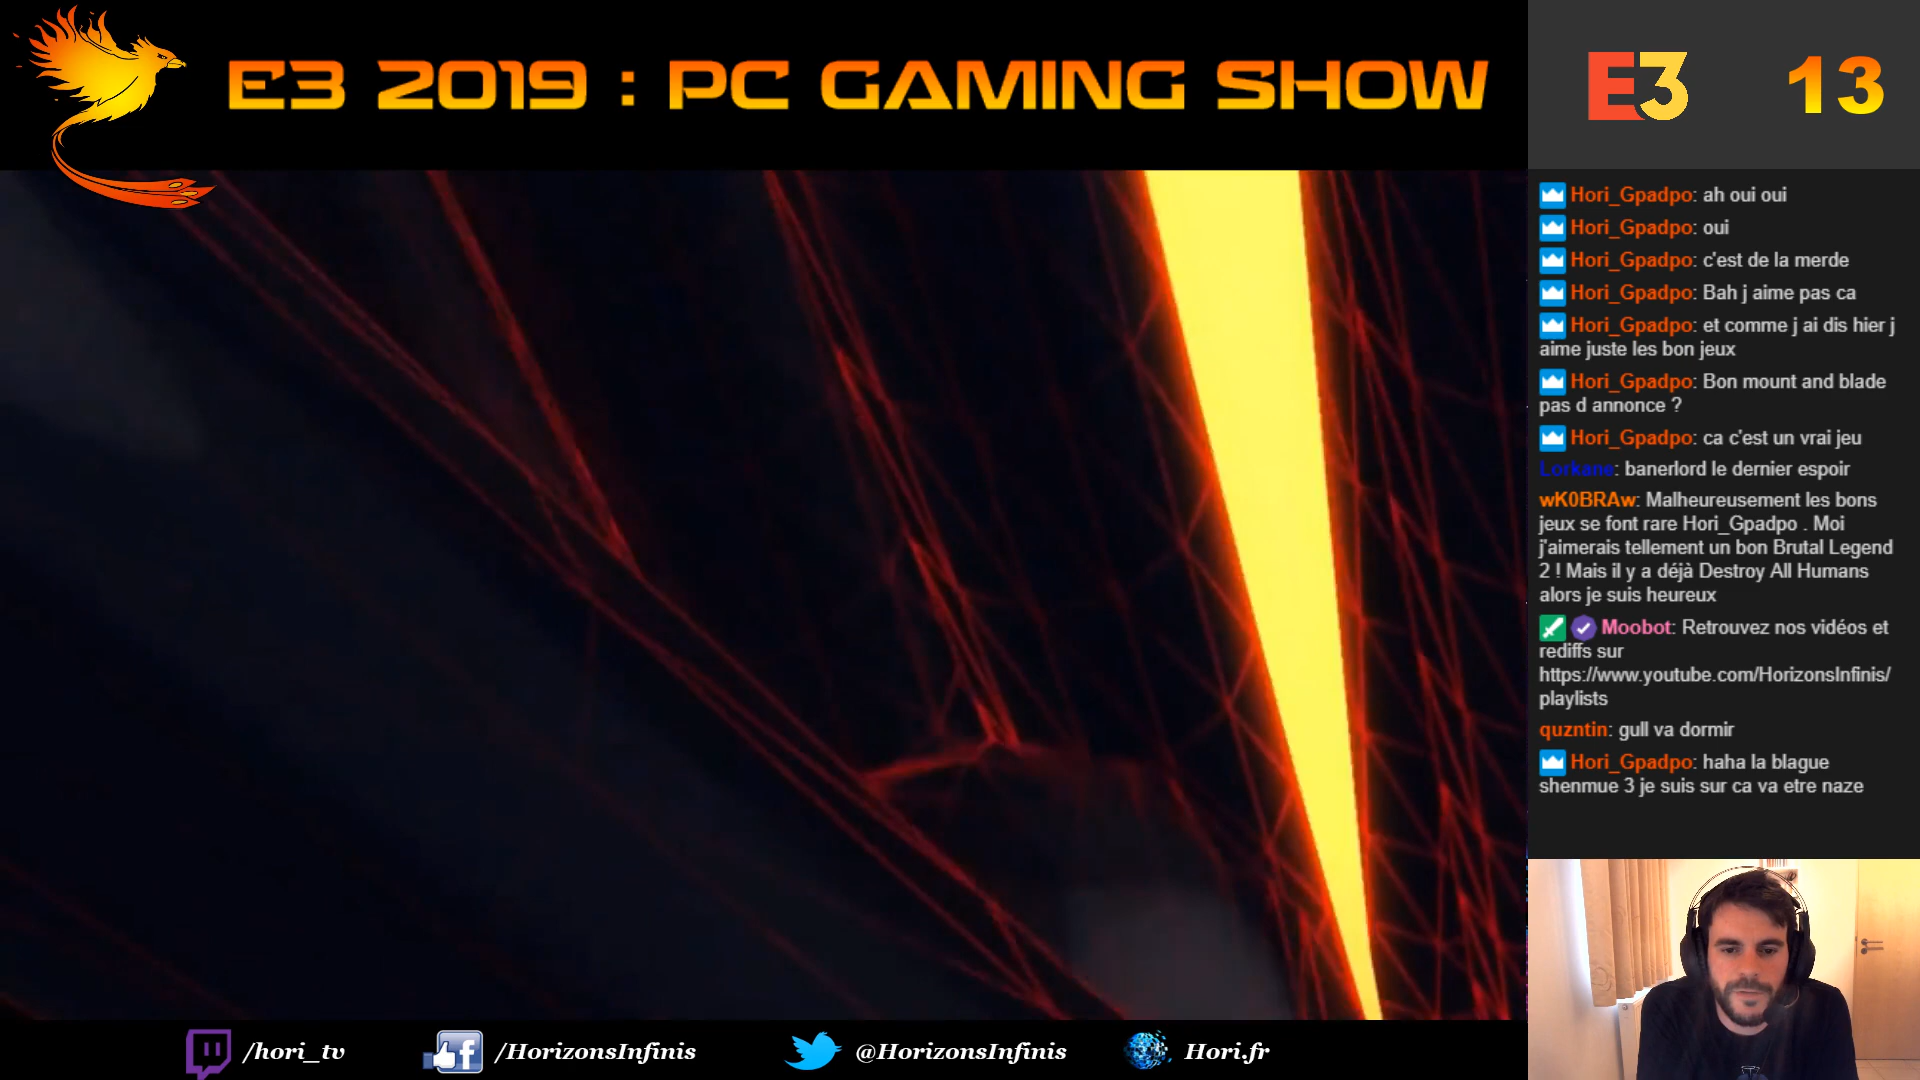 E3 2019 : PC GAMING SHOW
E3
13
Hori_Gpadpo: ah oui oui
Hori_Gpadpo: oui
Hori_Gpadpo: c'est de la merde
Hori_Gpadpo: Bah j aime pas ca
Hori_Gpadpo: et comme j ai dis hier j
aime juste les bon jeux
Hori_Gpadpo: Bon mount and blade
pas d annonce ?
Hori_Gpadpo: ca c'est un vrai jeu
Lorkane: banerlord le dernier espoir
wK0BRAw: Malheureusement les bons
jeux se font rare Hori_Gpadpo . Moi
j'aimerais tellement un bon Brutal Legend
2 ! Mais il y a déjà Destroy All Humans
alors je suis heureux
Moobot: Retrouvez nos vidéos et
rediffs sur
https://www.youtube.com/HorizonsInfinis/
playlists
quzntin: gull va dormir
Hori_Gpadpo: haha la blague
shenmue 3 je suis sur ca va etre naze
/hori_tv
f
/HorizonsInfinis
@HorizonsInfinis
Hori.fr